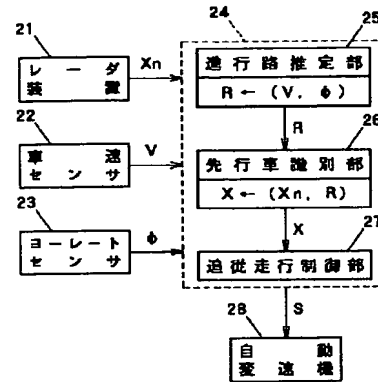 21
レーダ
装置
Xn
22
車速
センサ
V
23
ヨーレート
センサ
φ
24
25
進行路推定部
R ← (V, φ)
R
26
先行車識別部
X ← (Xn, R)
X
27
追従走行制御部
S
28
自動
変速機